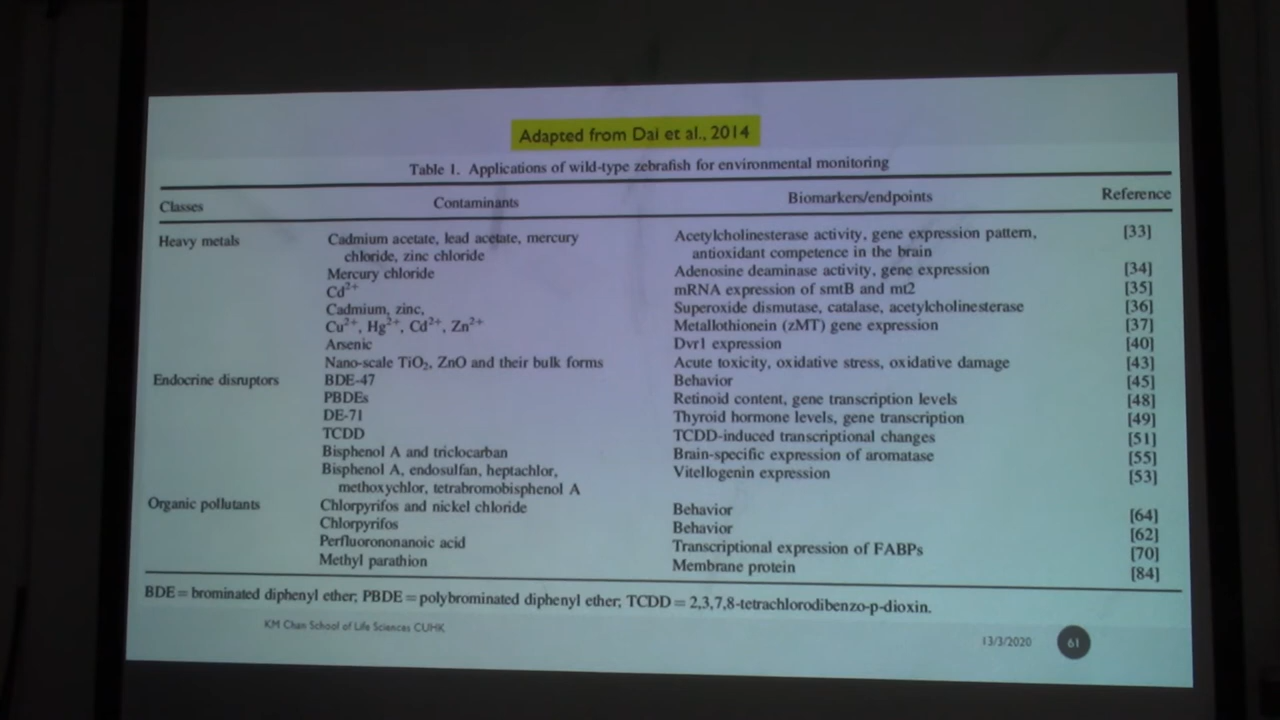 Adapted from Dai et al., 2014
Table 1. Applications of wild-type zebrafish for environmental monitoring
Classes Contaminants Biomarkers/endpoints Reference
Heavy metals Cadmium acetate, lead acetate, mercury Acetylcholinesterase activity, gene expression pattern, [33]
chloride, zinc chloride antioxidant competence in the brain
Mercury chloride Adenosine deaminase activity, gene expression [34]
Cd²⁺ mRNA expression of smtB and mt2 [35]
Cadmium, zinc, Superoxide dismutase, catalase, acetylcholinesterase [36]
Cu²⁺, Hg²⁺, Cd²⁺, Zn²⁺ Metallothionein (zMT) gene expression [37]
Arsenic Dvr1 expression [40]
Nano-scale TiO₂, ZnO and their bulk forms Acute toxicity, oxidative stress, oxidative damage [43]
Endocrine disruptors BDE-47 Behavior [45]
PBDEs Retinoid content, gene transcription levels [48]
DE-71 Thyroid hormone levels, gene transcription [49]
TCDD TCDD-induced transcriptional changes [51]
Bisphenol A and triclocarban Brain-specific expression of aromatase [55]
Bisphenol A, endosulfan, heptachlor, Vitellogenin expression [53]
methoxychlor, tetrabromobisphenol A
Organic pollutants Chlorpyrifos and nickel chloride Behavior [64]
Chlorpyrifos Behavior [62]
Perfluorononanoic acid Transcriptional expression of FABPs [70]
Methyl parathion Membrane protein [84]
BDE = brominated diphenyl ether; PBDE = polybrominated diphenyl ether; TCDD = 2,3,7,8-tetrachlorodibenzo-p-dioxin.
KM Chan School of Life Sciences CUHK
13/3/2020 61